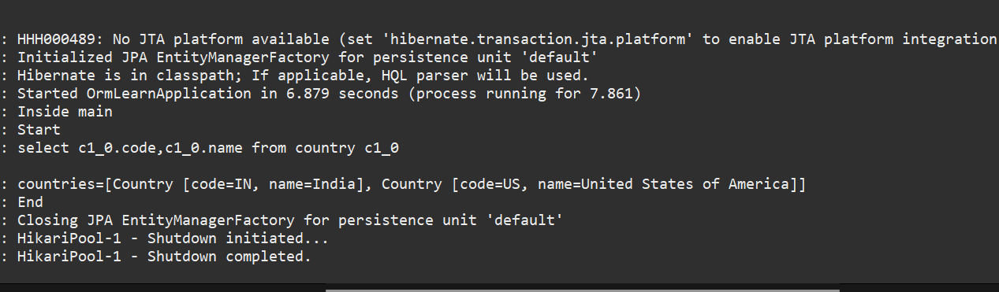 : HHH000489: No JTA platform available (set 'hibernate.transaction.jta.platform' to enable JTA platform integration
: Initialized JPA EntityManagerFactory for persistence unit 'default'
: Hibernate is in classpath; If applicable, HQL parser will be used.
: Started OrmLearnApplication in 6.879 seconds (process running for 7.861)
: Inside main
: Start
: select c1_0.code,c1_0.name from country c1_0
: countries=[Country [code=IN, name=India], Country [code=US, name=United States of America]]
: End
: Closing JPA EntityManagerFactory for persistence unit 'default'
: HikariPool-1 - Shutdown initiated...
: HikariPool-1 - Shutdown completed.